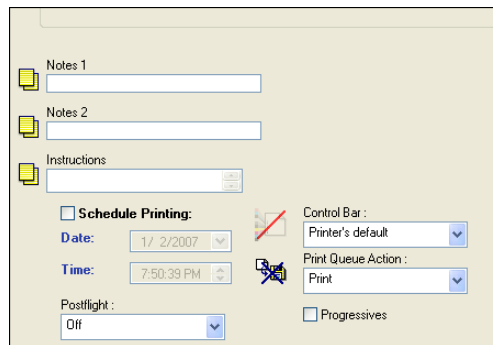 Notes 1
Notes 2
Instructions
Schedule Printing:
Date:
1/ 2/2007
Time:
7:50:39 PM
Postflight :
Off
Control Bar :
Printer's default
Print Queue Action :
Print
Progressives